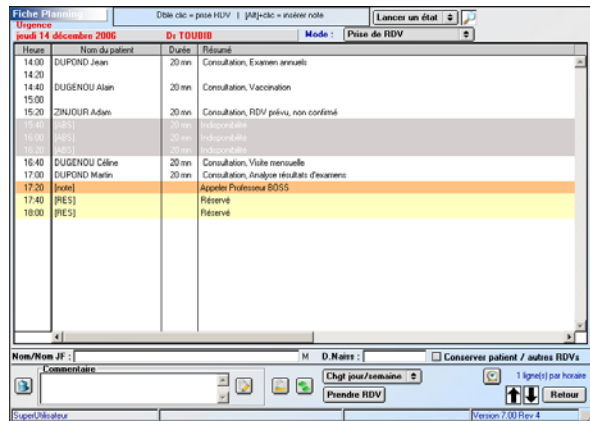 Fiche Planning
Dble clic = prise RDV | [Alt]+clic = insérer note
Lancer un état
Urgence
jeudi 14 décembre 2006
Dr TOUBIB
Mode :
Prise de RDV
Heure Nom du patient Durée Résumé
14:00 DUPOND Jean 20 mn Consultation, Examen annuels
14:20
14:40 DUGENOU Alain 20 mn Consultation, Vaccination
15:00
15:20 ZINJOUR Adam 20 mn Consultation, RDV prévu, non confirmé
15:40 [ABS] 20 mn Indisponibilité
16:00 [ABS] 20 mn Indisponibilité
16:20 [ABS] 20 mn Indisponibilité
16:40 DUGENOU Céline 20 mn Consultation, Visite mensuelle
17:00 DUPOND Martin 20 mn Consultation, Analyse résultats d'examens
17:20 [note] Appeler Professeur BOSS
17:40 [RES] Réservé
18:00 [RES] Réservé
Nom/Nom JF : M D.Naiss : Conserver patient / autres RDVs
Commentaire
Chgt jour/semaine
1 ligne(s) par horaire
Prendre RDV
Retour
SuperUtilisateur
Version 7.00 Rev 4